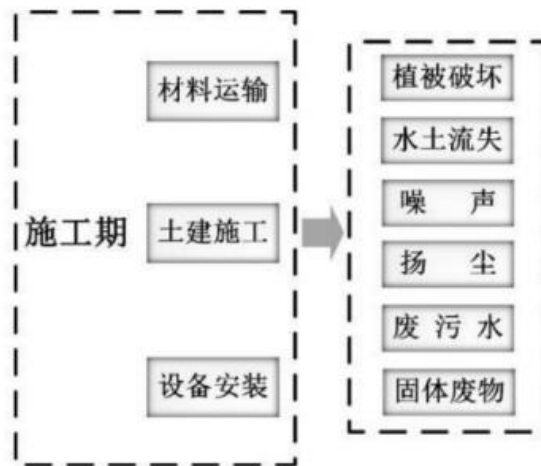 施工期
材料运输
土建施工
设备安装
植被破坏
水土流失
噪 声
扬 尘
废污水
固体废物